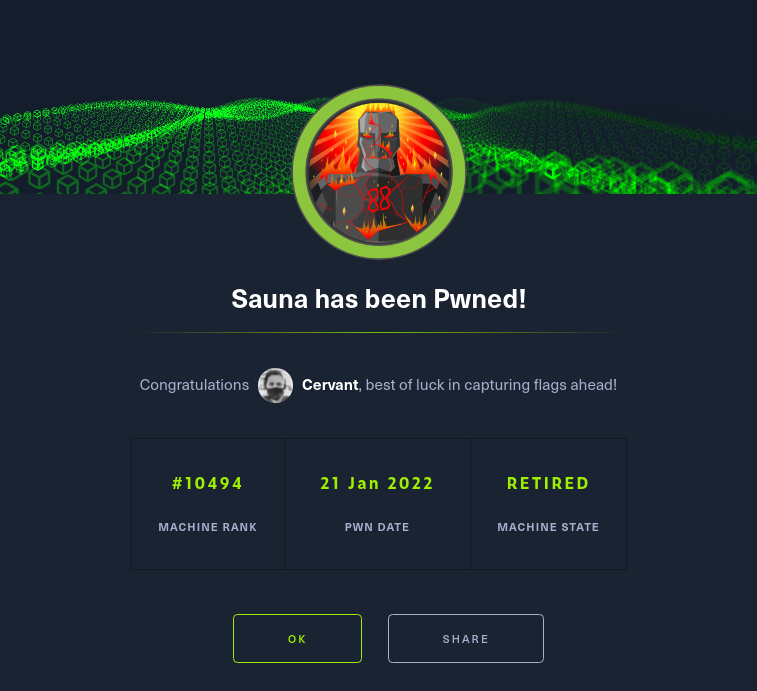 Sauna has been Pwned!
Congratulations Cervant, best of luck in capturing flags ahead!
#10494 21 Jan 2022 RETIRED
MACHINE RANK PWN DATE MACHINE STATE
OK SHARE